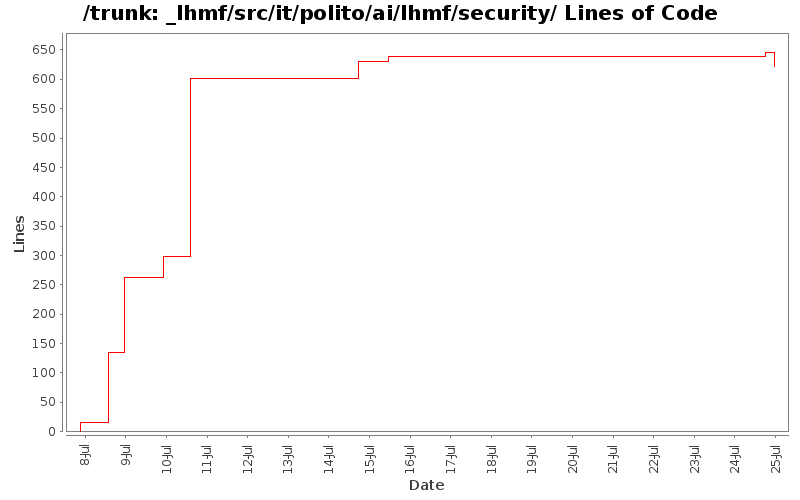 /trunk: _lhmf/src/it/polito/ai/lhmf/security/ Lines of Code
650
600
550
500
450
400
350
300
250
200
150
100
50
0
Lines
8-Jul
9-Jul
10-Jul
11-Jul
12-Jul
13-Jul
14-Jul
15-Jul
16-Jul
17-Jul
18-Jul
19-Jul
20-Jul
21-Jul
22-Jul
23-Jul
24-Jul
25-Jul
Date